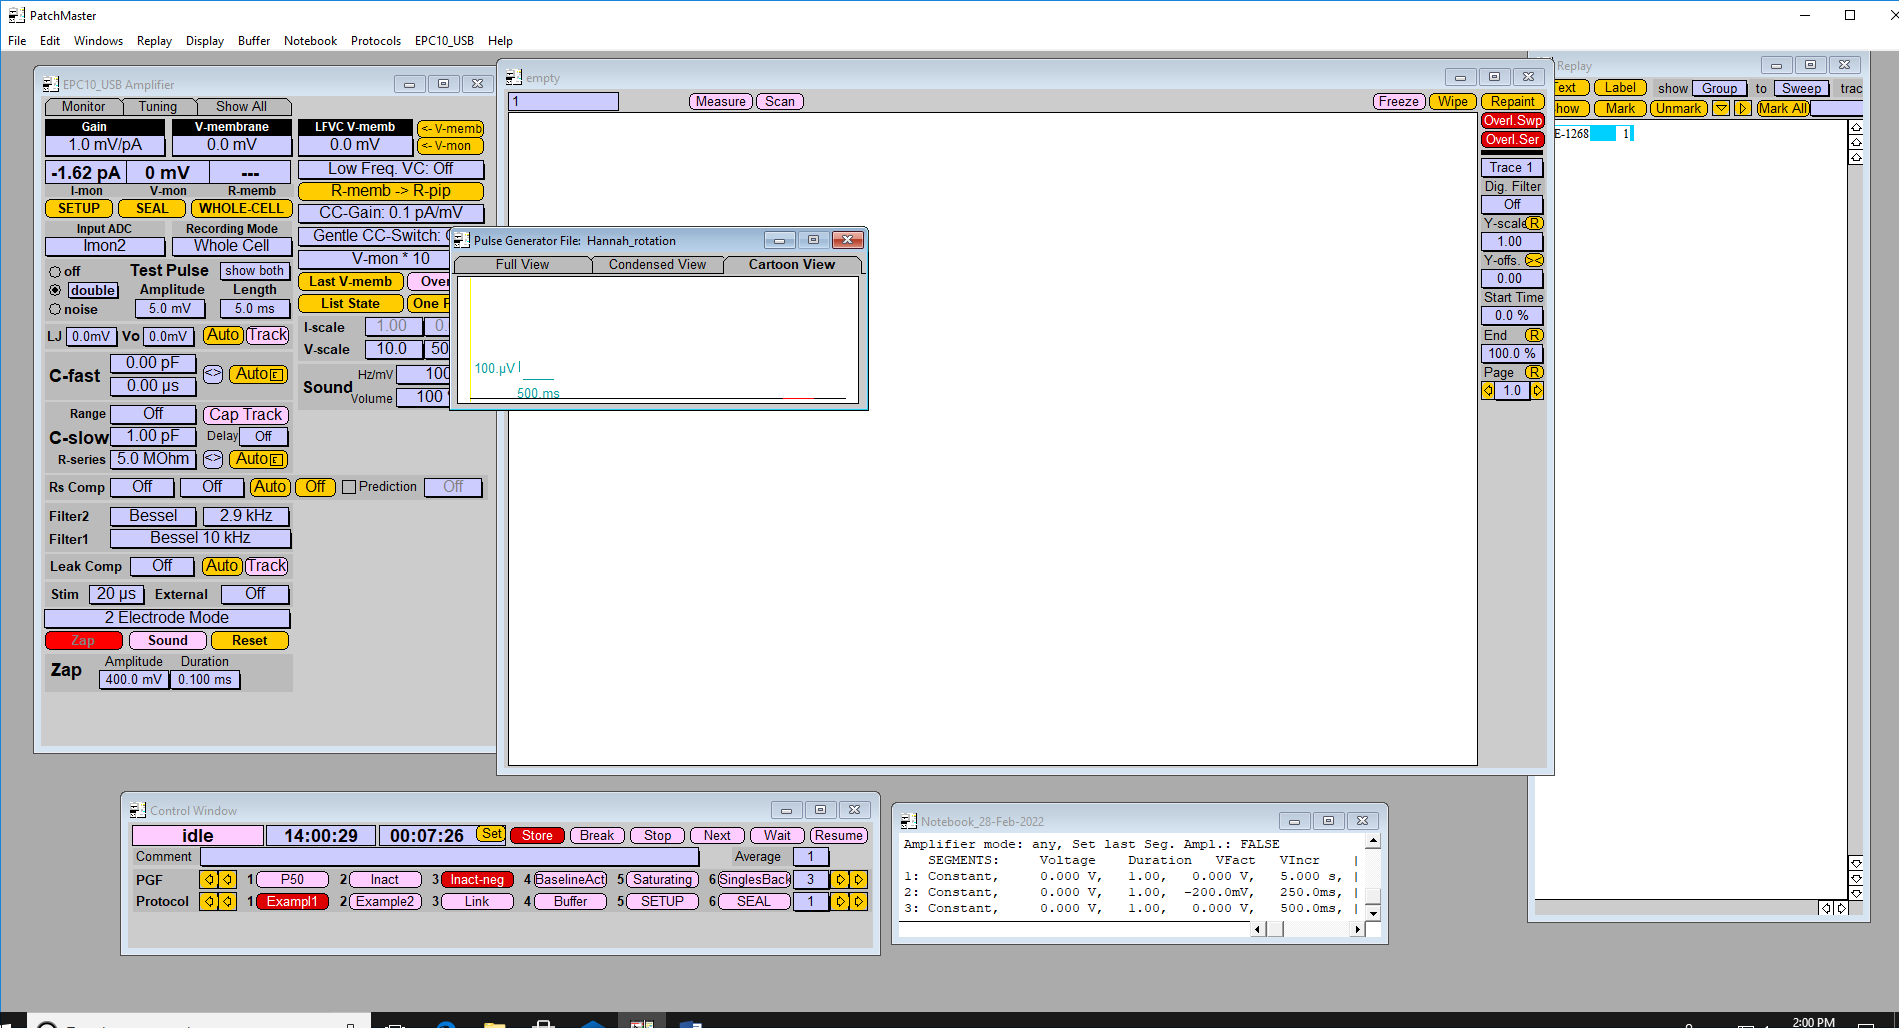 PatchMaster
File Edit Windows Replay Display Buffer Notebook Protocols EPC10_USB Help
EPC10_USB Amplifier
Monitor Tuning Show All
Gain V-membrane LFVC V-memb <- V-memb
1.0 mV/pA 0.0 mV 0.0 mV <- V-mon
Low Freq. VC: Off
-1.62 pA 0 mV ---
I-mon V-mon R-memb R-memb -> R-pip
SETUP SEAL WHOLE-CELL CC-Gain: 0.1 pA/mV
Input ADC Recording Mode Gentle CC-Switch:
Imon2 Whole Cell V-mon * 10
off Test Pulse show both
double Amplitude Length Last V-memb Over
noise 5.0 mV 5.0 ms List State One F
LJ 0.0mV Vo 0.0mV Auto Track
I-scale 1.00 0.
V-scale 10.0 50
C-fast 0.00 pF <> Auto F
0.00 µs
Sound Hz/mV 100
Volume 100
Range Off Cap Track
C-slow 1.00 pF Delay Off
R-series 5.0 MOhm <> Auto F
Rs Comp Off Off Auto Off Prediction Off
Filter2 Bessel 2.9 kHz
Filter1 Bessel 10 kHz
Leak Comp Off Auto Track
Stim 20 µs External Off
2 Electrode Mode
Zap Sound Reset
Zap Amplitude Duration
400.0 mV 0.100 ms
empty
1 Measure Scan Freeze Wipe Repaint
Overl.Swp
Overl.Ser
Trace 1
Dig. Filter
Off
Y-scale R
1.00
Y-offs. ><
0.00
Start Time
0.0 %
End R
100.0 %
Page R
1.0
Pulse Generator File: Hannah_rotation
Full View Condensed View Cartoon View
100.µV
500.ms
Replay
ext Label show Group to Sweep trac
how Mark Unmark Mark All
E-1268 1
Control Window
idle 14:00:29 00:07:26 Set Store Break Stop Next Wait Resume
Comment Average 1
PGF 1 P50 2 Inact 3 Inact-neg 4 BaselineAct 5 Saturating 6 SinglesBack 3
Protocol 1 Exampl1 2 Example2 3 Link 4 Buffer 5 SETUP 6 SEAL 1
Notebook_28-Feb-2022
Amplifier mode: any, Set last Seg. Ampl.: FALSE
SEGMENTS: Voltage Duration VFact VIncr |
1: Constant, 0.000 V, 1.00, 0.000 V, 5.000 s, |
2: Constant, 0.000 V, 1.00, -200.0mV, 250.0ms, |
3: Constant, 0.000 V, 1.00, 0.000 V, 500.0ms, |
2:00 PM